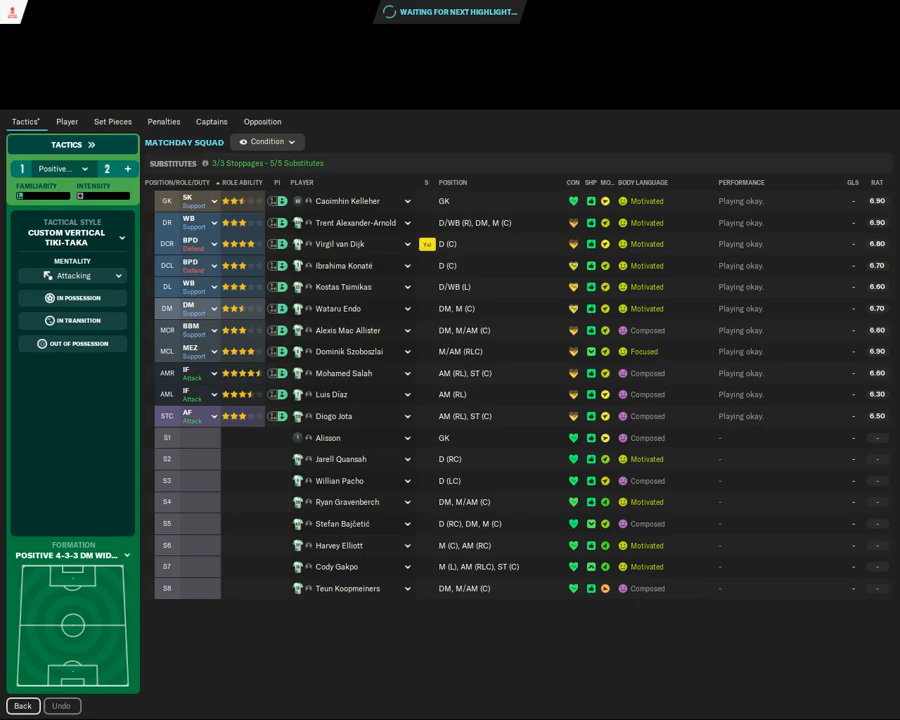 WAITING FOR NEXT HIGHLIGHT...
Tactics* Player Set Pieces Penalties Captains Opposition
TACTICS MATCHDAY SQUAD Condition
1 Positive... 2 + SUBSTITUTES 3/3 Stoppages - 5/5 Substitutes
FAMILIARITY INTENSITY
POSITION/ROLE/DUTY ROLE ABILITY PI PLAYER S POSITION CON SHP MO... BODY LANGUAGE PERFORMANCE GLS RAT
GK SK Support Caoimhin Kelleher GK Motivated Playing okay. - 6.90
DR WB Support Trent Alexander-Arnold D/WB (R), DM, M (C) Motivated Playing okay. - 6.90
DCR BPD Defend Virgil van Dijk Yel D (C) Motivated Playing okay. - 6.80
DCL BPD Defend Ibrahima Konaté D (C) Motivated Playing okay. - 6.70
DL WB Support Kostas Tsimikas D/WB (L) Motivated Playing okay. - 6.60
DM DM Support Wataru Endo DM, M (C) Motivated Playing okay. - 6.70
MCR BBM Support Alexis Mac Allister DM, M/AM (C) Composed Playing okay. - 6.60
MCL MEZ Support Dominik Szoboszlai M/AM (RLC) Focused Playing okay. - 6.90
AMR IF Attack Mohamed Salah AM (RL), ST (C) Composed Playing okay. - 6.60
AML IF Attack Luis Díaz AM (RL) Composed Playing okay. - 6.30
STC AF Attack Diogo Jota AM (RL), ST (C) Composed Playing okay. - 6.50
S1 Alisson GK Composed - - -
S2 Jarell Quansah D (RC) Motivated - - -
S3 Willian Pacho D (LC) Composed - - -
S4 Ryan Gravenberch DM, M/AM (C) Motivated - - -
S5 Stefan Bajčetić D (RC), DM, M (C) Composed - - -
S6 Harvey Elliott M (C), AM (RC) Motivated - - -
S7 Cody Gakpo M (L), AM (RLC), ST (C) Motivated - - -
S8 Teun Koopmeiners DM, M/AM (C) Composed - - -
TACTICAL STYLE
CUSTOM VERTICAL
TIKI-TAKA
MENTALITY
Attacking
IN POSSESSION
IN TRANSITION
OUT OF POSSESSION
FORMATION
POSITIVE 4-3-3 DM WID...
Back Undo